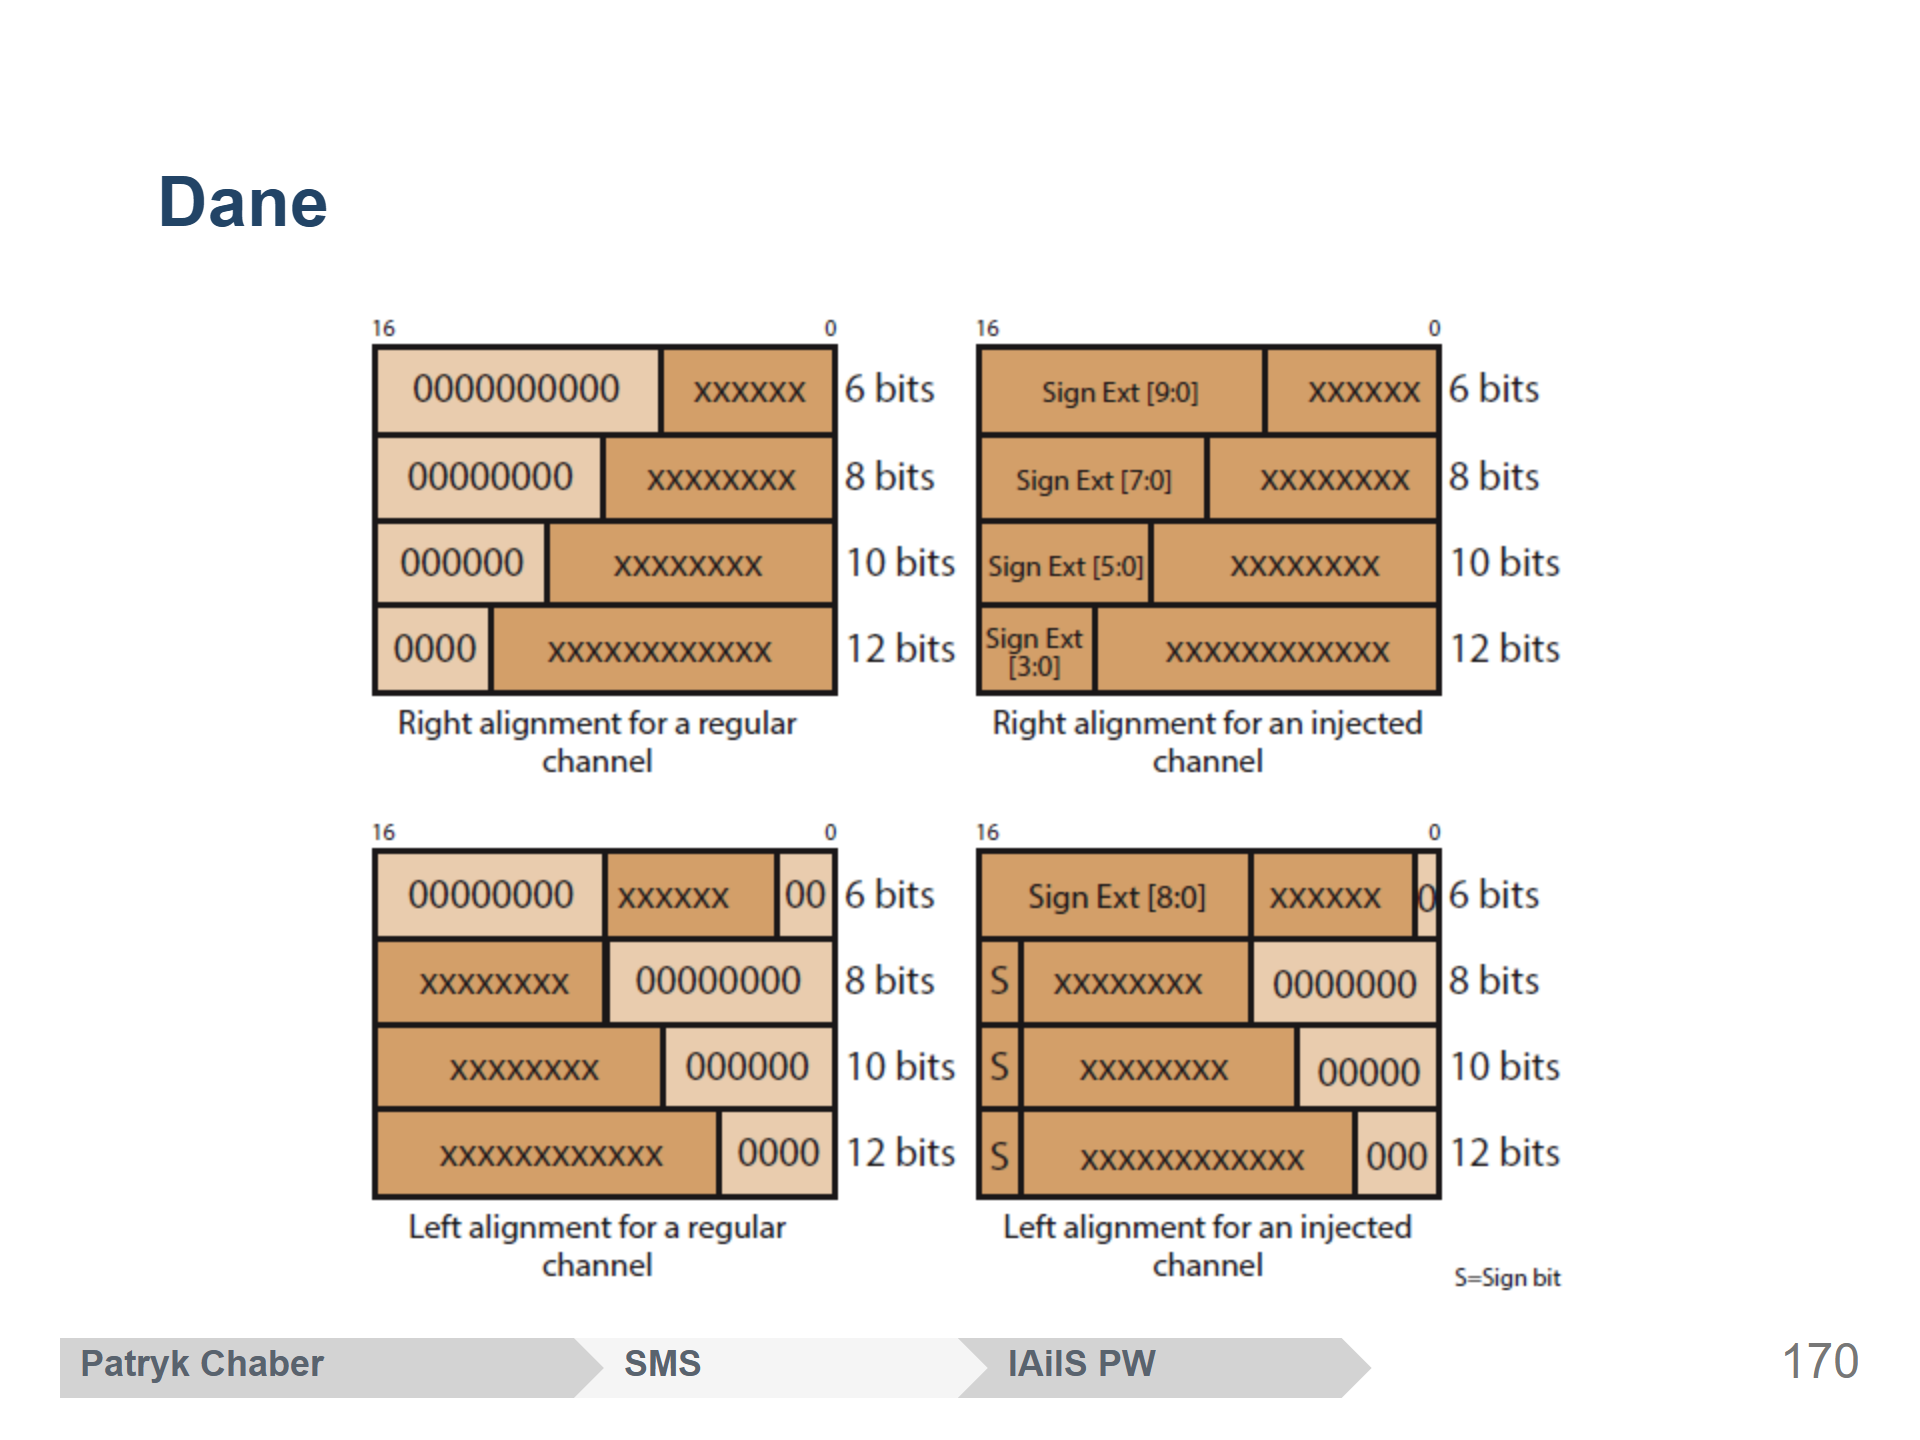 Dane
16 0
0000000000 xxxxxx 6 bits
00000000 xxxxxxxx 8 bits
000000 xxxxxxxx 10 bits
0000 xxxxxxxxxxxx 12 bits
Right alignment for a regular
channel
16 0
Sign Ext [9:0] xxxxxx 6 bits
Sign Ext [7:0] xxxxxxxx 8 bits
Sign Ext [5:0] xxxxxxxx 10 bits
Sign Ext
[3:0] xxxxxxxxxxxx 12 bits
Right alignment for an injected
channel
16 0
00000000 xxxxxx 00 6 bits
xxxxxxxx 00000000 8 bits
xxxxxxxx 000000 10 bits
xxxxxxxxxxxx 0000 12 bits
Left alignment for a regular
channel
16 0
Sign Ext [8:0] xxxxxx 0 6 bits
S xxxxxxxx 0000000 8 bits
S xxxxxxxx 00000 10 bits
S xxxxxxxxxxxx 000 12 bits
Left alignment for an injected
channel
S=Sign bit
Patryk Chaber SMS IAiIS PW 170